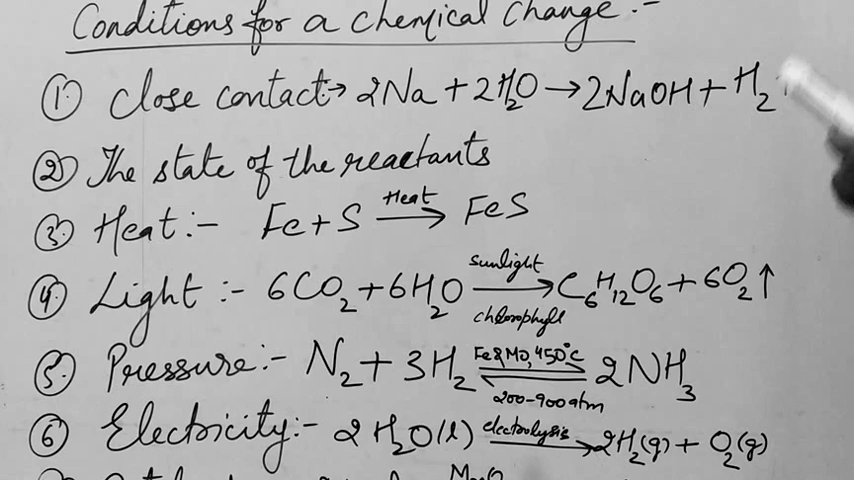 Conditions for a chemical change:-
① Close contact:→ 2Na + 2H₂O → 2NaOH + H₂↑
② The state of the reactants
③ Heat:- Fe + S —Heat→ FeS
④ Light:- 6CO₂ + 6H₂O —sunlight/chlorophyll→ C₆H₁₂O₆ + 6O₂↑
⑤ Pressure:- N₂ + 3H₂ ⇌ (Fe & Mo, 450°C / 200-900atm) 2NH₃
⑥ Electricity:- 2H₂O(l) —electrolysis→ 2H₂(g) + O₂(g)